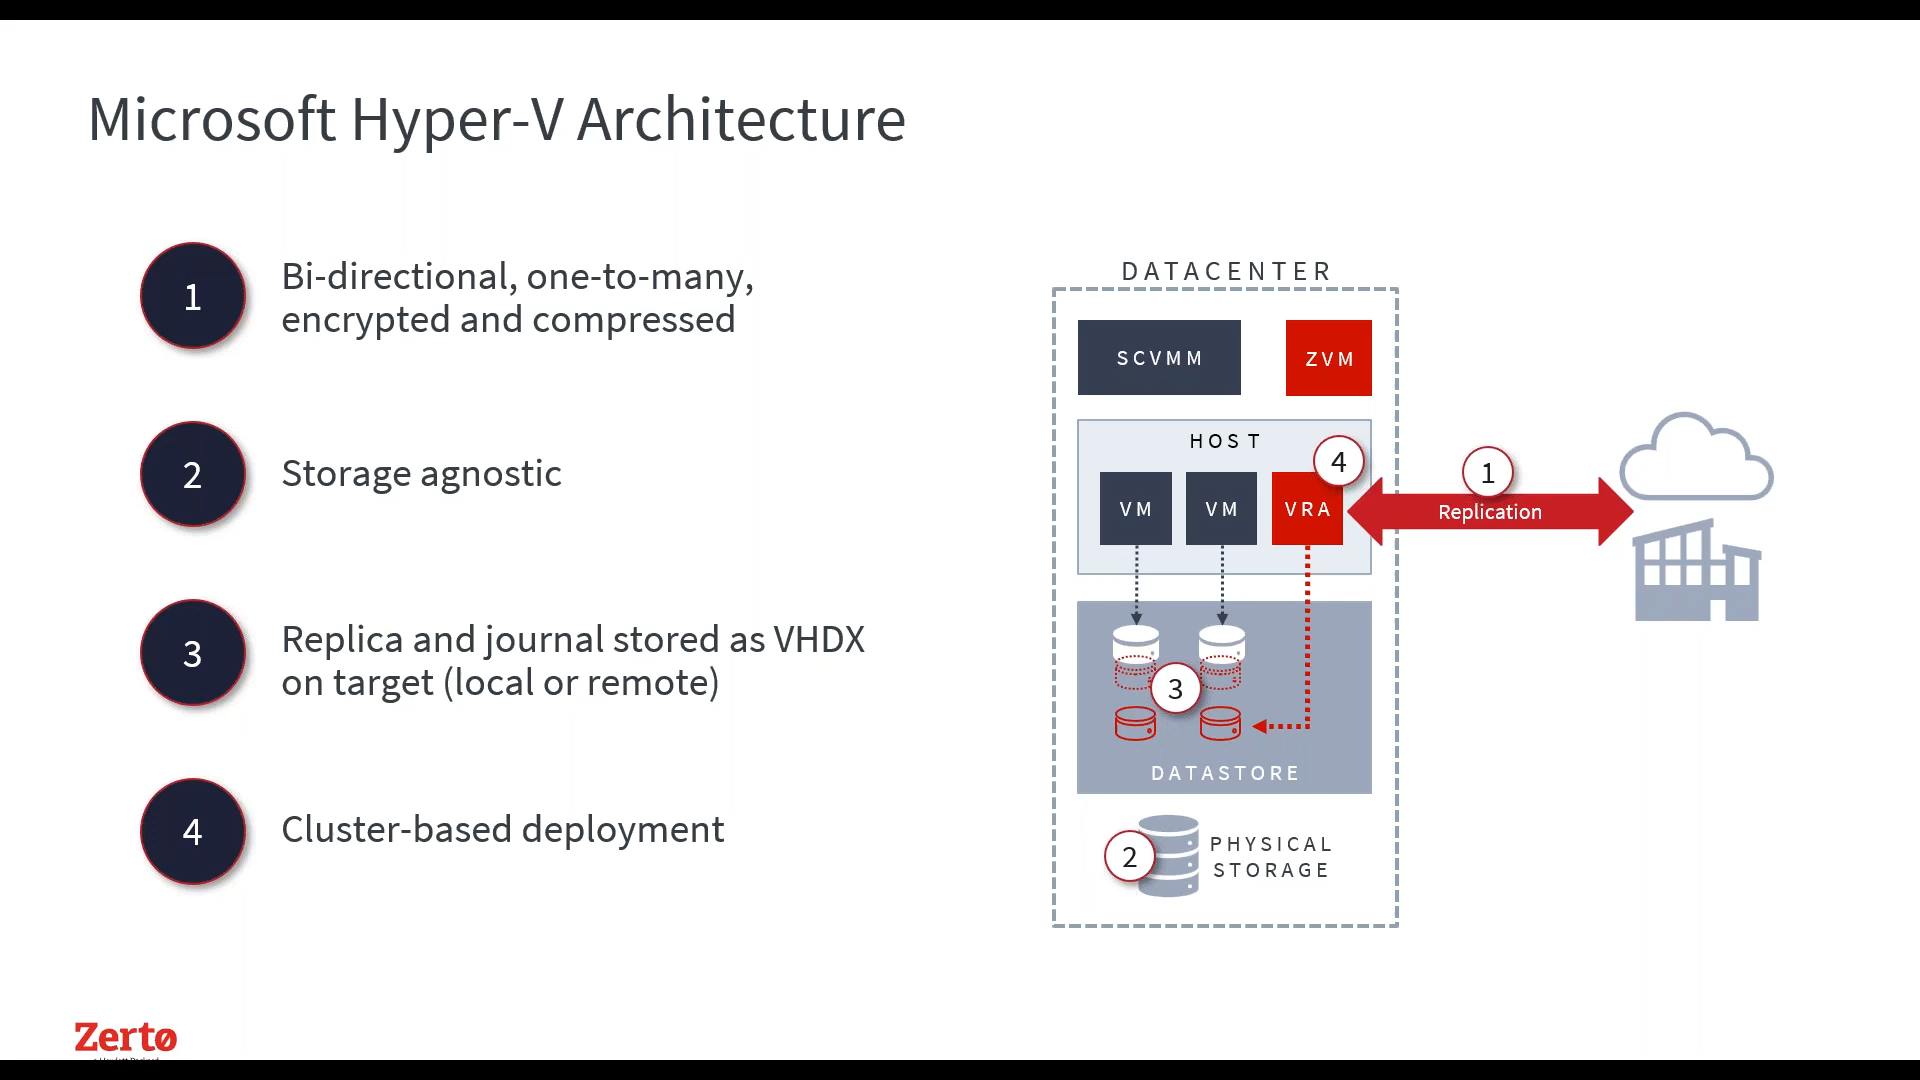 Microsoft Hyper-V Architecture
1
Bi-directional, one-to-many,
encrypted and compressed
2
Storage agnostic
3
Replica and journal stored as VHDX
on target (local or remote)
4
Cluster-based deployment
DATACENTER
SCVMM
ZVM
HOST
4
VM
VM
VRA
1
Replication
3
DATASTORE
2
PHYSICAL
STORAGE
Zerto